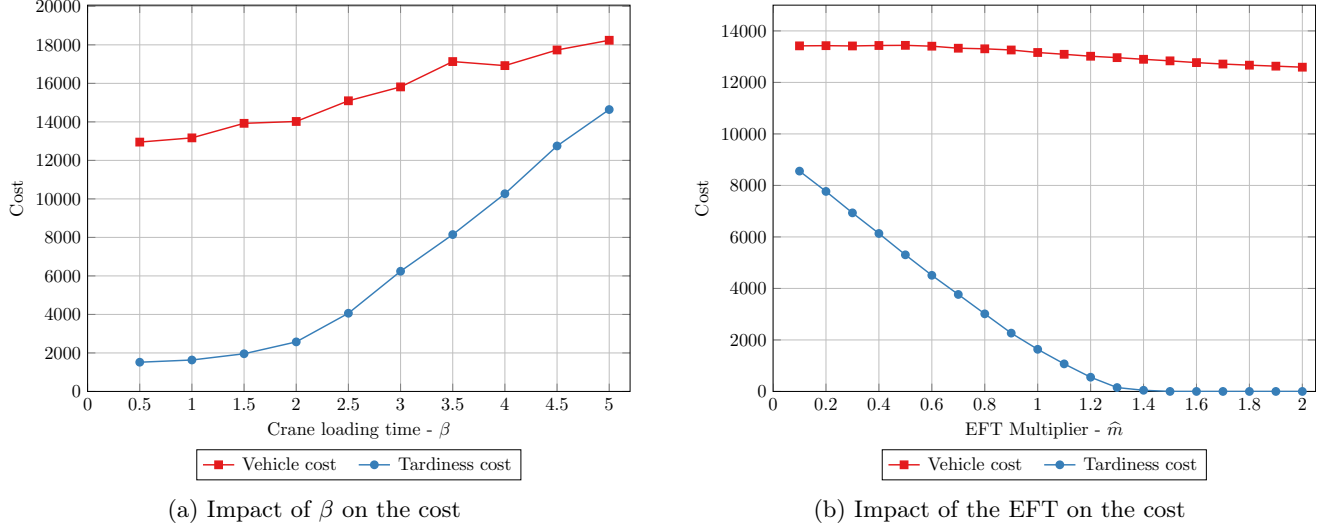 20000
18000
16000
14000
12000
10000
8000
6000
4000
2000
0
Cost
0 0.5 1 1.5 2 2.5 3 3.5 4 4.5 5
Crane loading time - β
Vehicle cost Tardiness cost
(a) Impact of β on the cost
14000
12000
10000
8000
6000
4000
2000
0
Cost
0 0.2 0.4 0.6 0.8 1 1.2 1.4 1.6 1.8 2
EFT Multiplier - m̂
Vehicle cost Tardiness cost
(b) Impact of the EFT on the cost